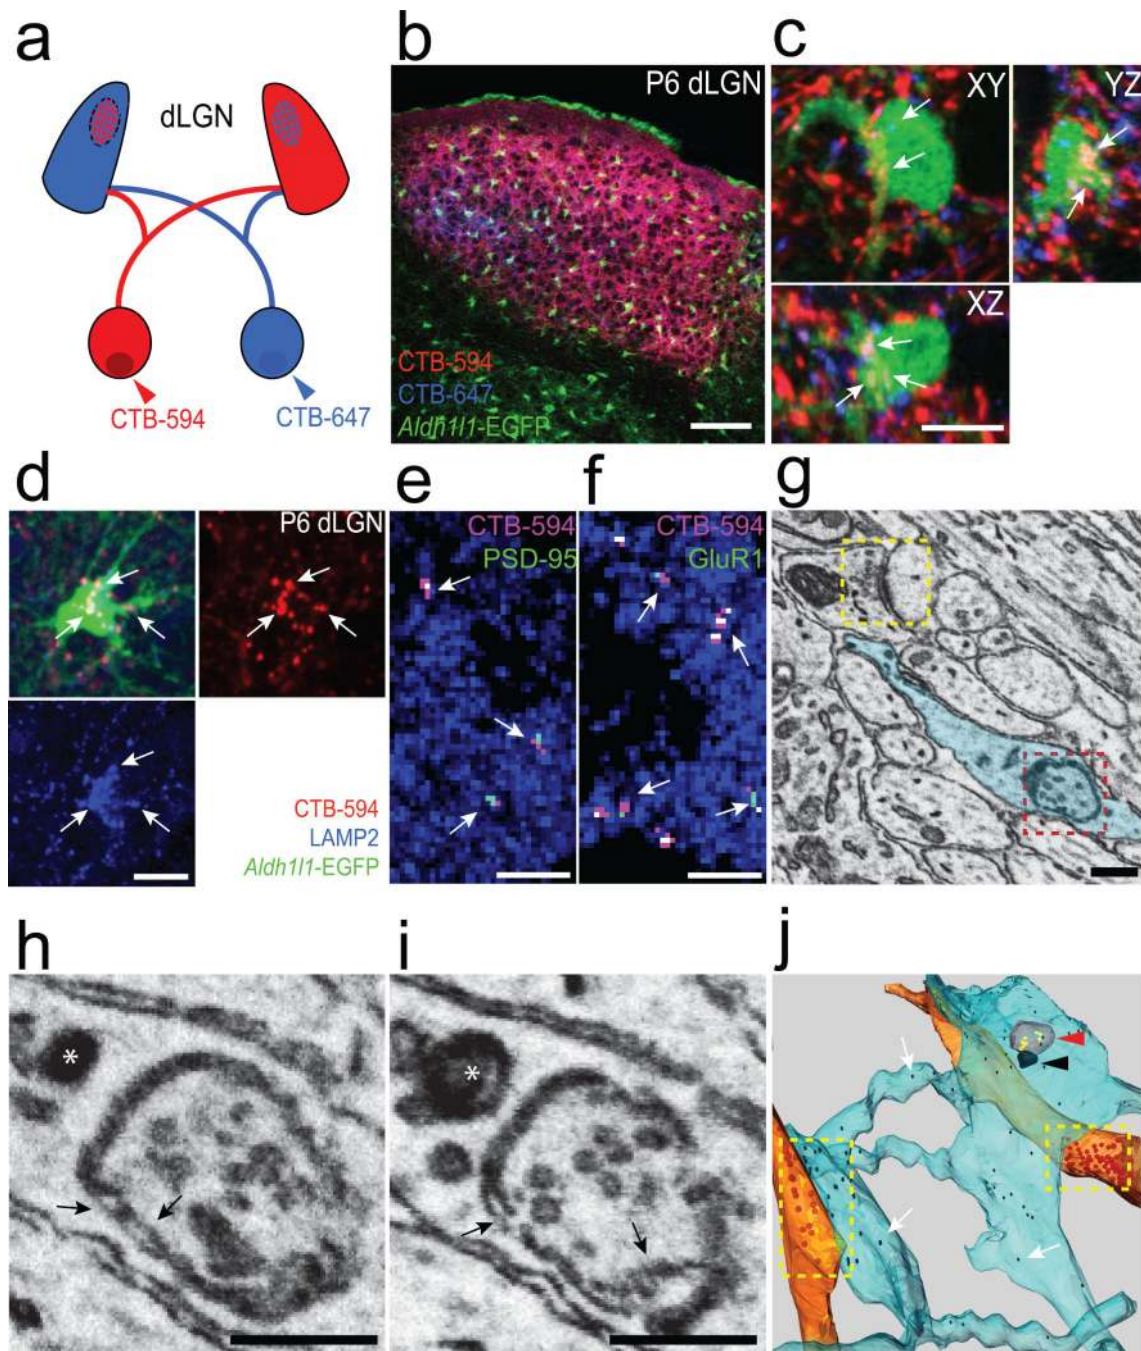 a
dLGN
CTB-594
CTB-647
b
P6 dLGN
CTB-594
CTB-647
Aldh1l1-EGFP
c
XY
YZ
XZ
d
P6 dLGN
CTB-594
LAMP2
Aldh1l1-EGFP
e
CTB-594
PSD-95
f
CTB-594
GluR1
g
h
*
i
*
j